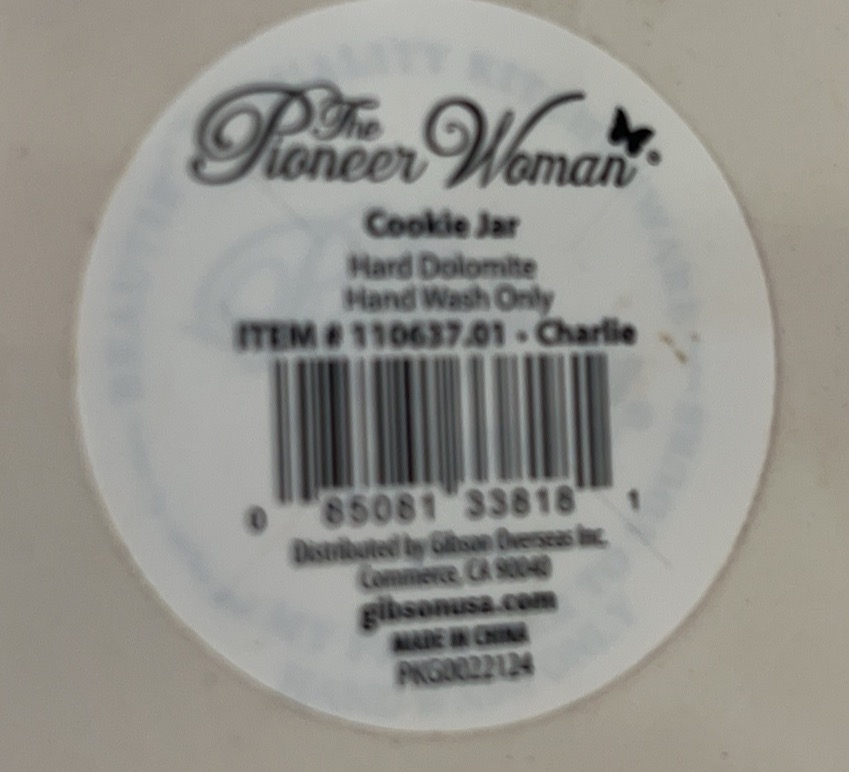 The
Pioneer Woman
Cookie Jar
Hard Dolomite
Hand Wash Only
ITEM # 110637.01 - Charlie
0 85081 33818 1
Distributed by Gibson Overseas Inc.
Commerce, CA 90040
gibsonusa.com
MADE IN CHINA
PKG0022124